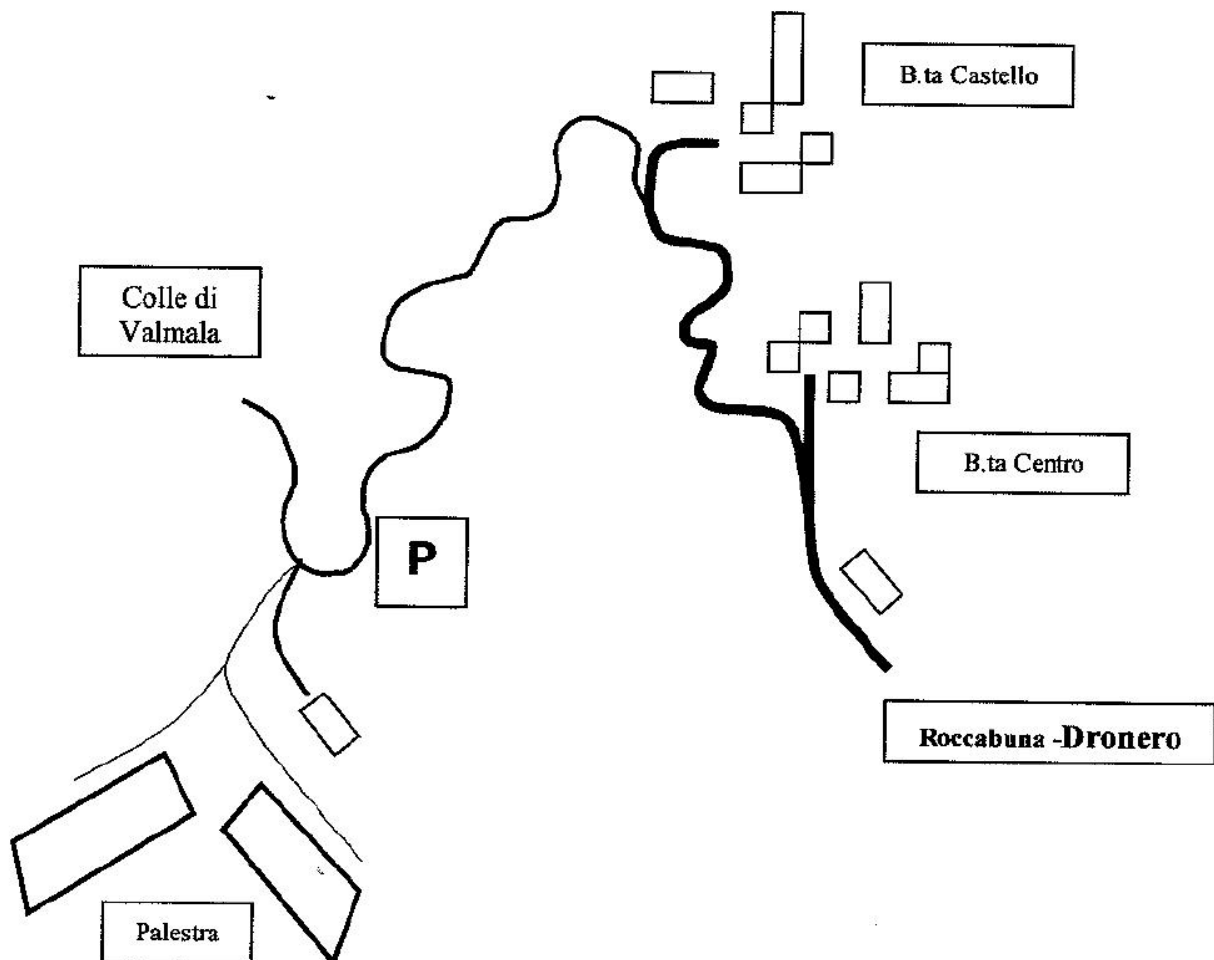 B.ta Castello
Colle di
Valmala
B.ta Centro
P
Roccabuna -Dronero
Palestra